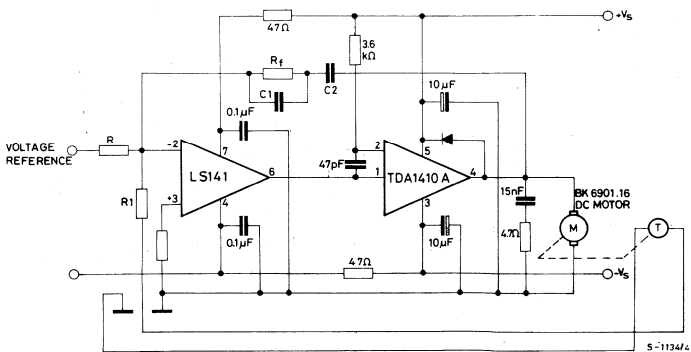 +Vs
47Ω
3.6
kΩ
Rf
C1
C2
10µF
0.1µF
VOLTAGE
REFERENCE
R
-2
7
LS141
6
47pF
2
5
TDA1410A
4
1
15nF
BK 6901.16
DC MOTOR
M
T
R1
+3
4
3
0.1µF
10µF
4.7Ω
47Ω
-Vs
S-1134/4